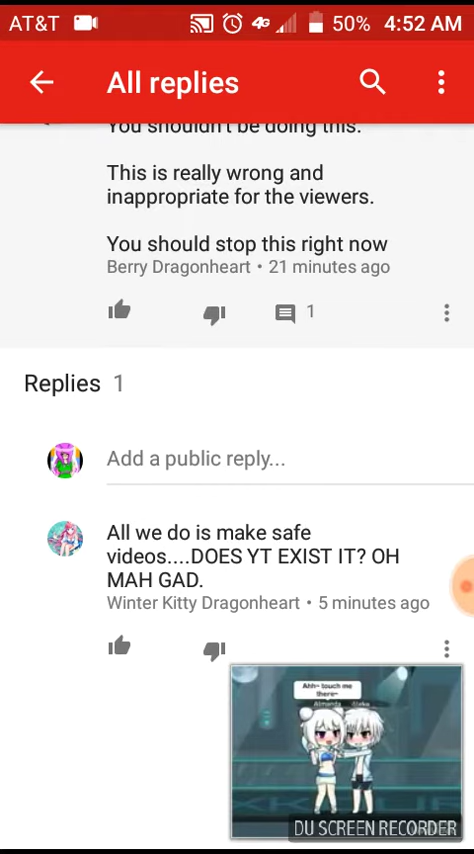 AT&T 4G 50% 4:52 AM
All replies
You shouldn't be doing this.
This is really wrong and
inappropriate for the viewers.
You should stop this right now
Berry Dragonheart • 21 minutes ago
1
Replies 1
Add a public reply...
All we do is make safe
videos....DOES YT EXIST IT? OH
MAH GAD.
Winter Kitty Dragonheart • 5 minutes ago
Ahh~ touch me
there~
Almanda
DU SCREEN RECORDER